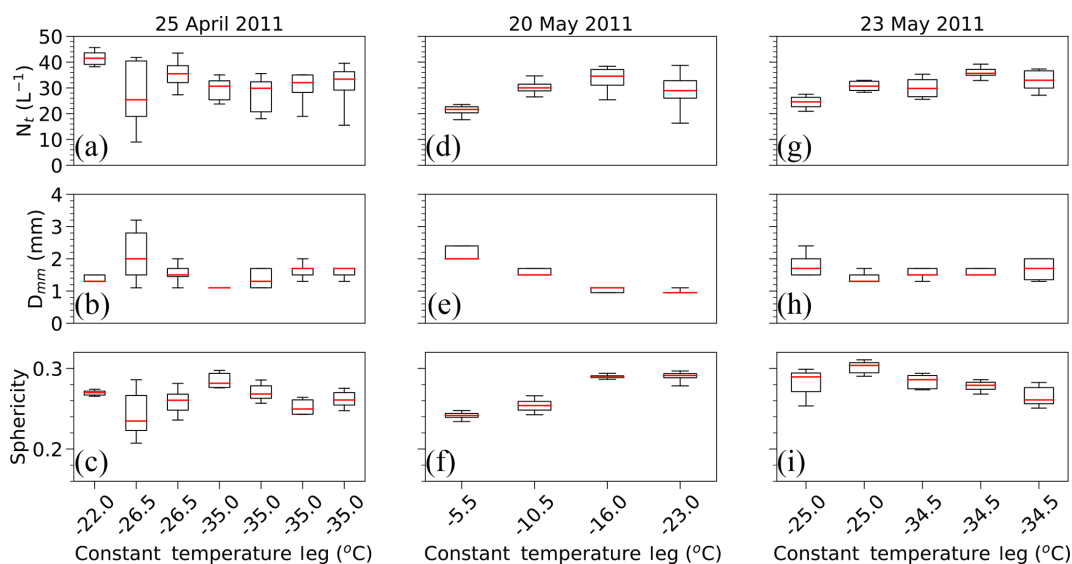 25 April 2011 20 May 2011 23 May 2011
50
40
30
20
10
0
Nt (L⁻¹)
(a) (d) (g)
4
3
2
1
0
Dmm (mm)
(b) (e) (h)
0.3
0.2
Sphericity
(c) (f) (i)
-22.0 -26.5 -26.5 -35.0 -35.0 -35.0 -35.0 -5.5 -10.5 -16.0 -23.0 -25.0 -25.0 -34.5 -34.5 -34.5
Constant temperature leg (°C) Constant temperature leg (°C) Constant temperature leg (°C)